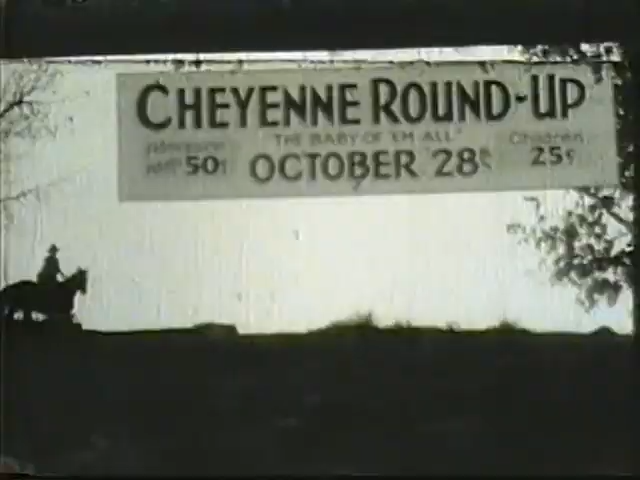 CHEYENNE ROUND-UP
"THE BABY OF 'EM ALL"
50¢
OCTOBER 28th
Children
25¢